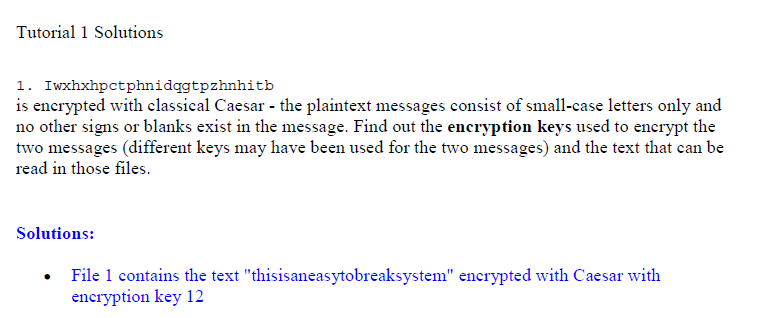 Tutorial 1 Solutions
1. Iwxhxhpctphnidqgtpzhnhitb
is encrypted with classical Caesar - the plaintext messages consist of small-case letters only and
no other signs or blanks exist in the message. Find out the encryption keys used to encrypt the
two messages (different keys may have been used for the two messages) and the text that can be
read in those files.
Solutions:
• File 1 contains the text "thisisaneasytobreaksystem" encrypted with Caesar with
encryption key 12